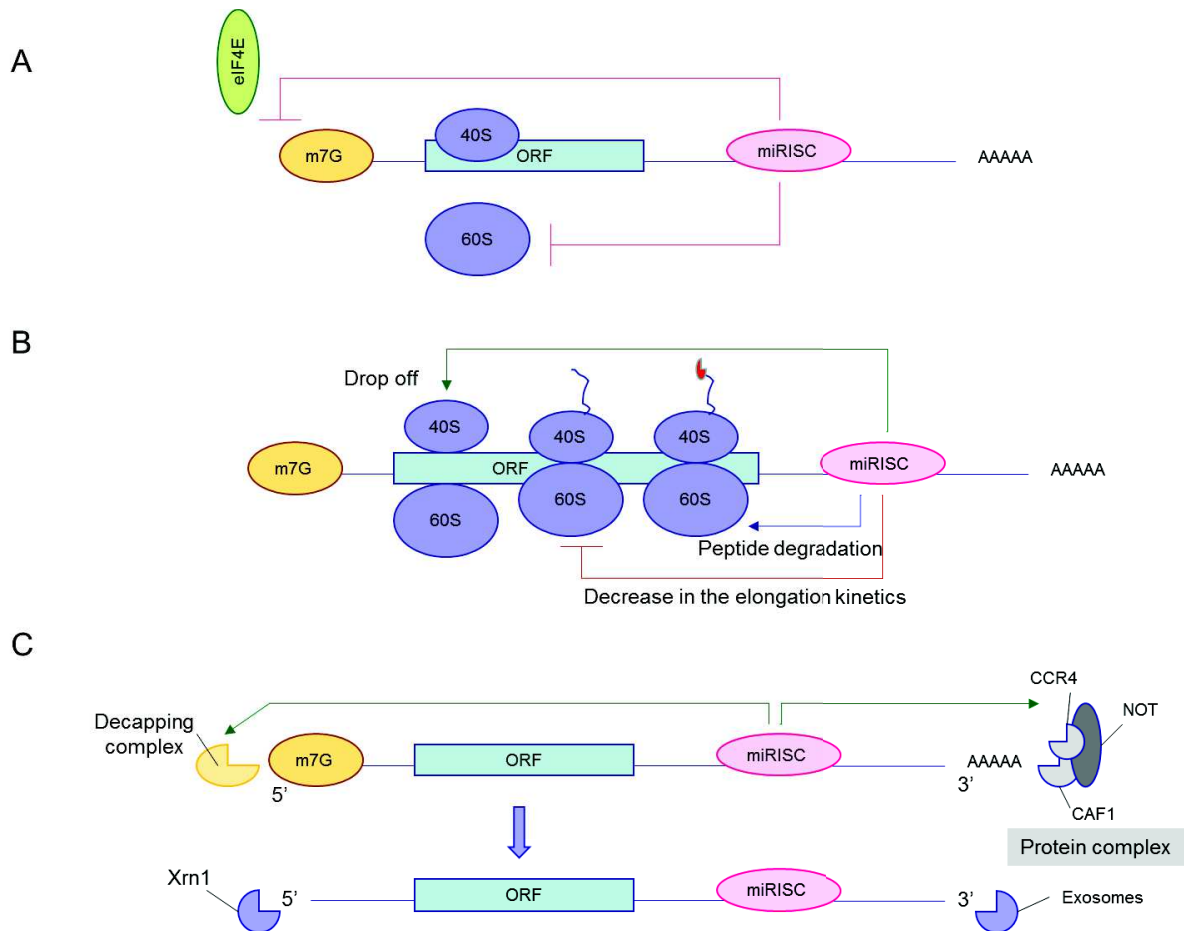 A
eIF4E
m7G
40S
ORF
miRISC
AAAAA
60S
B
Drop off
40S
40S
40S
m7G
ORF
miRISC
AAAAA
60S
60S
60S
Peptide degradation
Decrease in the elongation kinetics
C
CCR4
NOT
Decapping
complex
m7G
ORF
miRISC
AAAAA
5’
3’
CAF1
Protein complex
Xrn1
5’
ORF
miRISC
3’
Exosomes